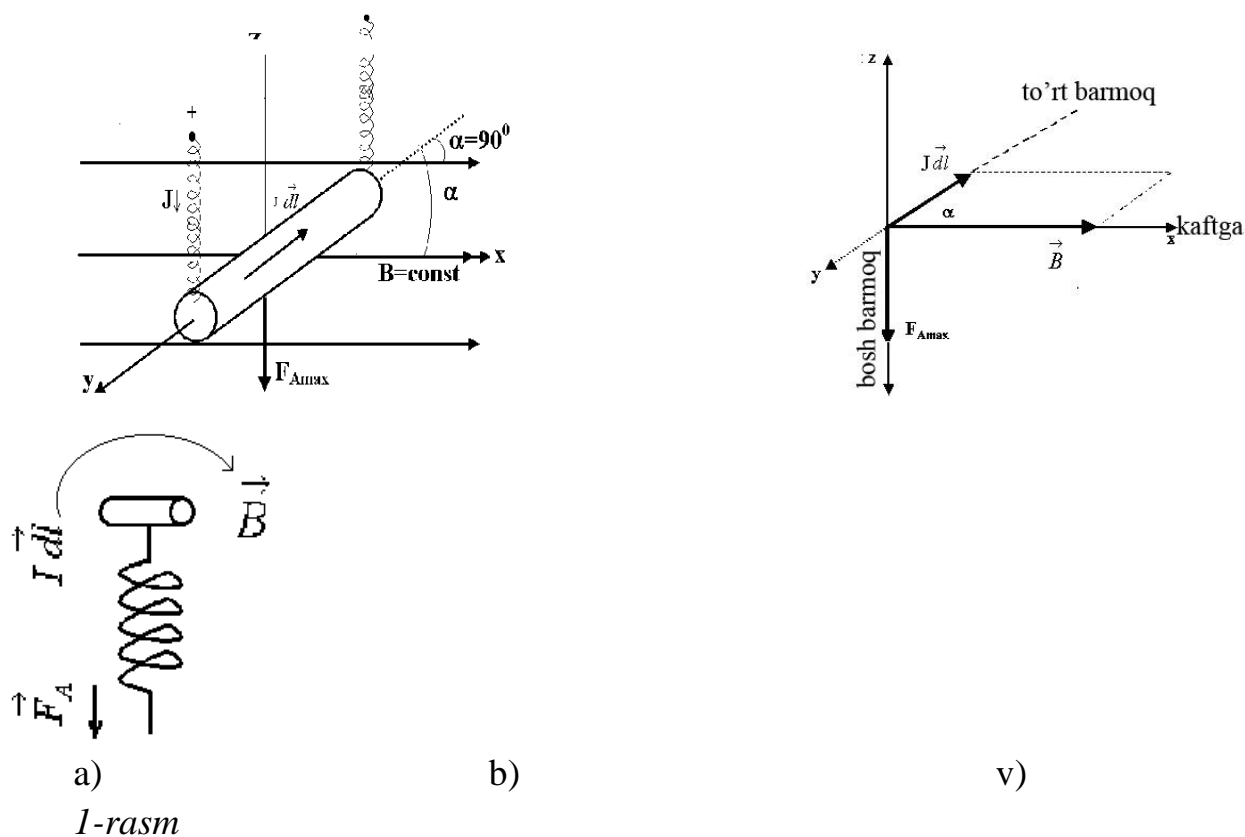 z
+
α=90⁰
J↓
J dl
α
B=const
x
y
F_Amax
z
to'rt barmoq
J dl
α
x
kaftga
B
y
bosh barmoq
F_Amax
I dl
B
F_A
a) b) v)
1-rasm